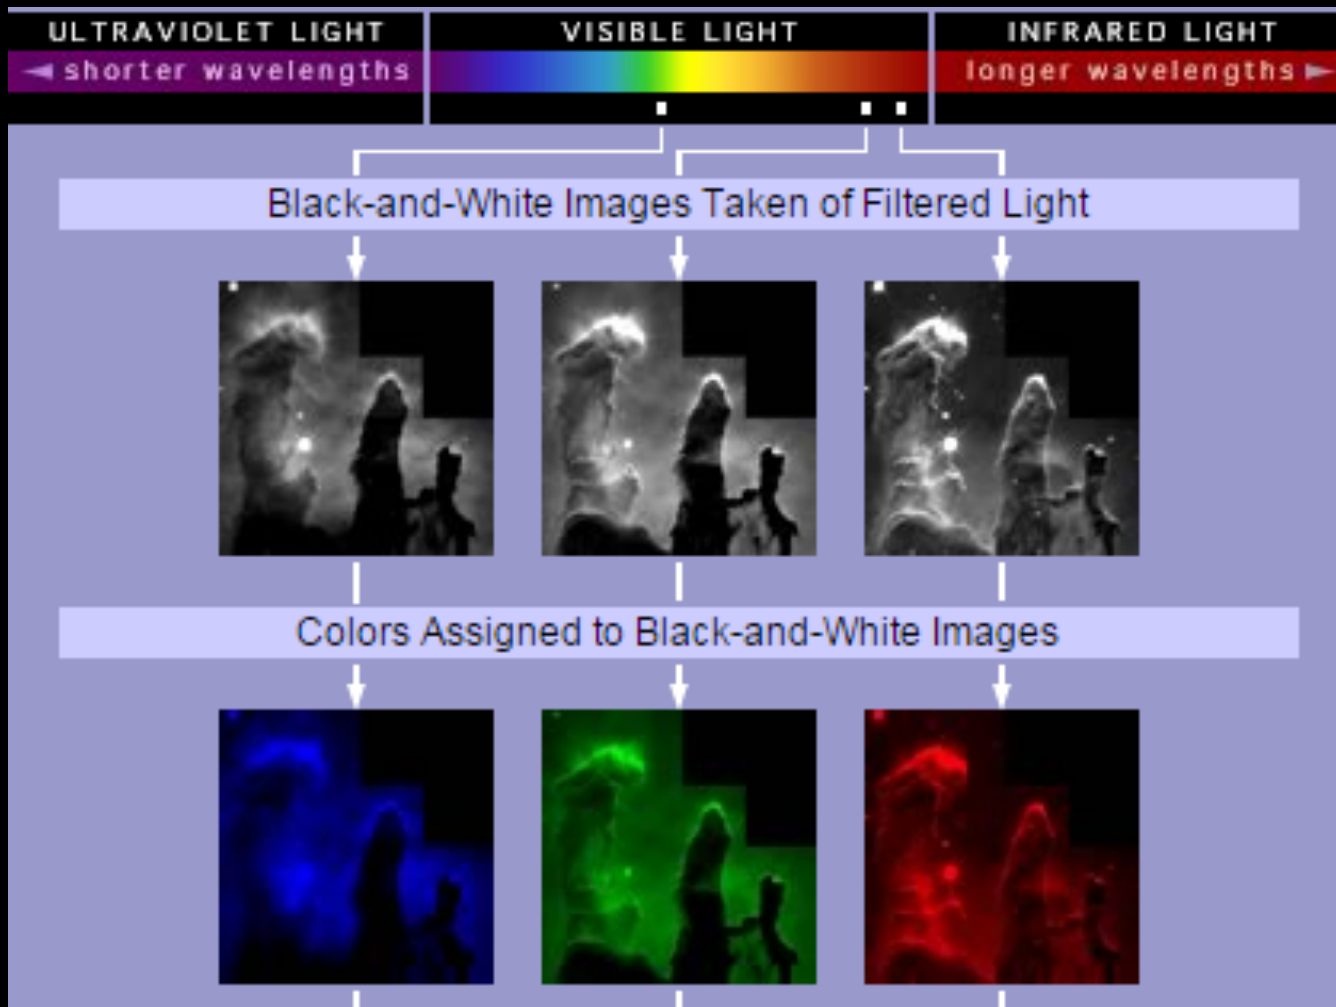 ULTRAVIOLET LIGHT
VISIBLE LIGHT
INFRARED LIGHT
shorter wavelengths
longer wavelengths
Black-and-White Images Taken of Filtered Light
Colors Assigned to Black-and-White Images